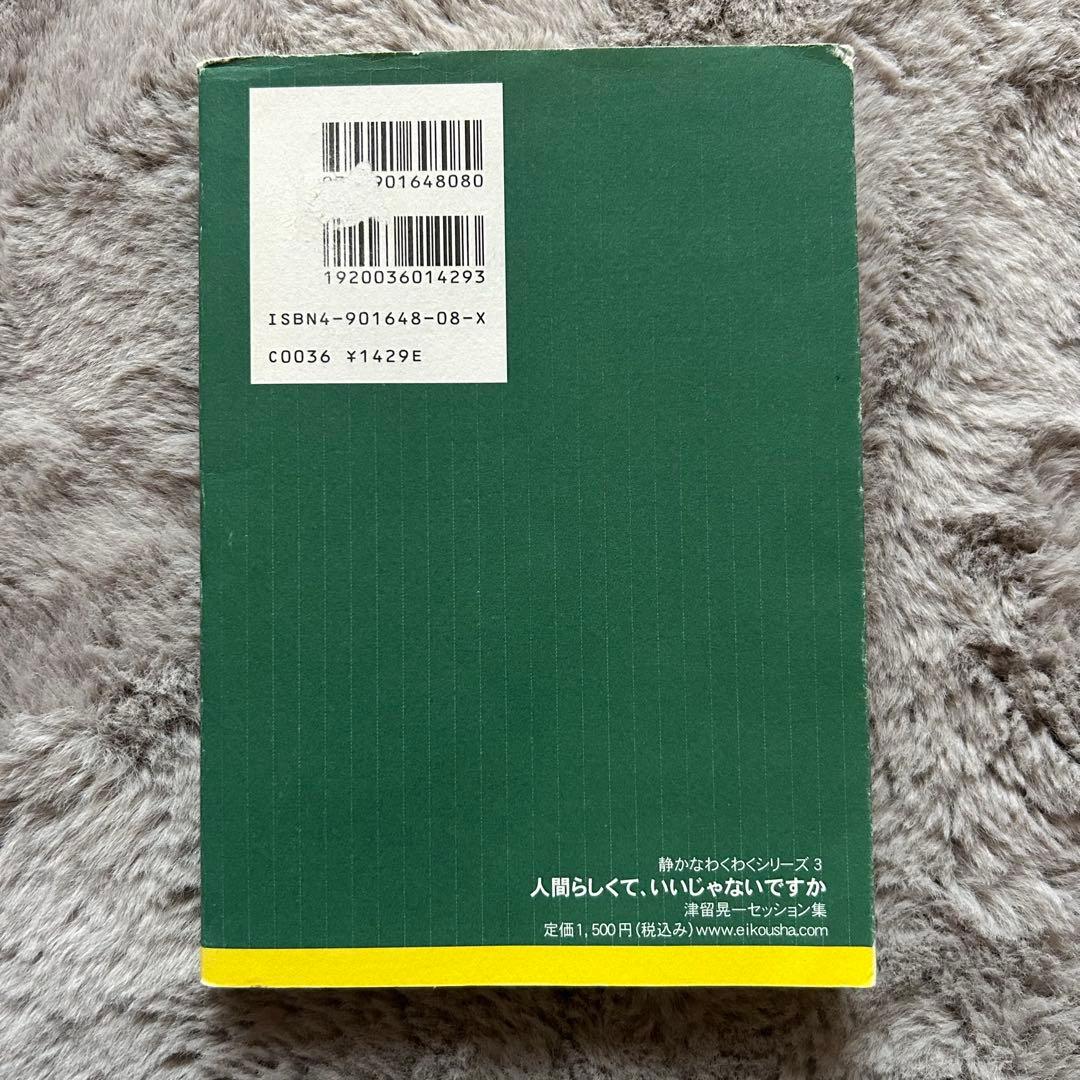 901648080
1920036014293
ISBN4-901648-08-X
C0036 ¥1429E
静かなわくわくシリーズ 3
人間らしくて、いいじゃないですか
津留晃一セッション集
定価1,500円(税込み)www.eikousha.com